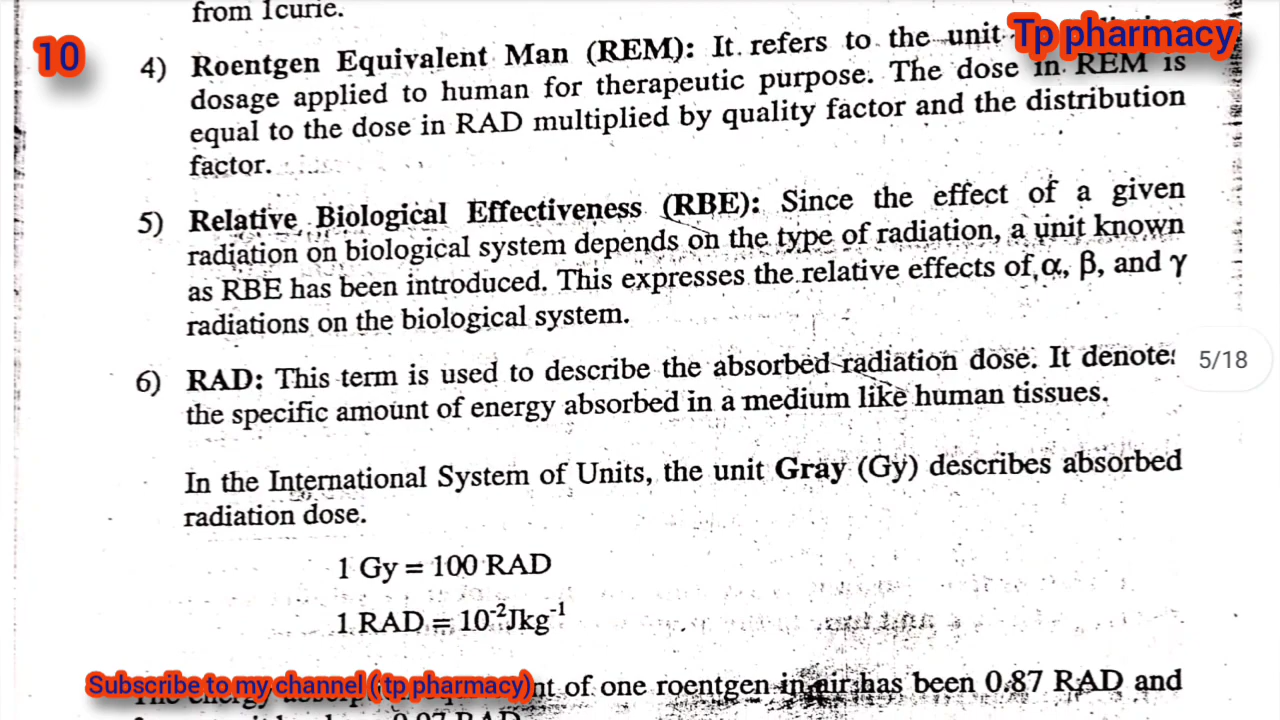 from 1curie.
10
Tp pharmacy
4) Roentgen Equivalent Man (REM): It refers to the unit
dosage applied to human for therapeutic purpose. The dose in REM is
equal to the dose in RAD multiplied by quality factor and the distribution
factor.
5) Relative Biological Effectiveness (RBE): Since the effect of a given
radiation on biological system depends on the type of radiation, a unit known
as RBE has been introduced. This expresses the relative effects of α, β, and γ
radiations on the biological system.
6) RAD: This term is used to describe the absorbed radiation dose. It denotes
the specific amount of energy absorbed in a medium like human tissues.
5/18
In the International System of Units, the unit Gray (Gy) describes absorbed
radiation dose.
1 Gy = 100 RAD
1 RAD = 10⁻²Jkg⁻¹
Subscribe to my channel ( tp pharmacy)
of one roentgen in air has been 0.87 RAD and